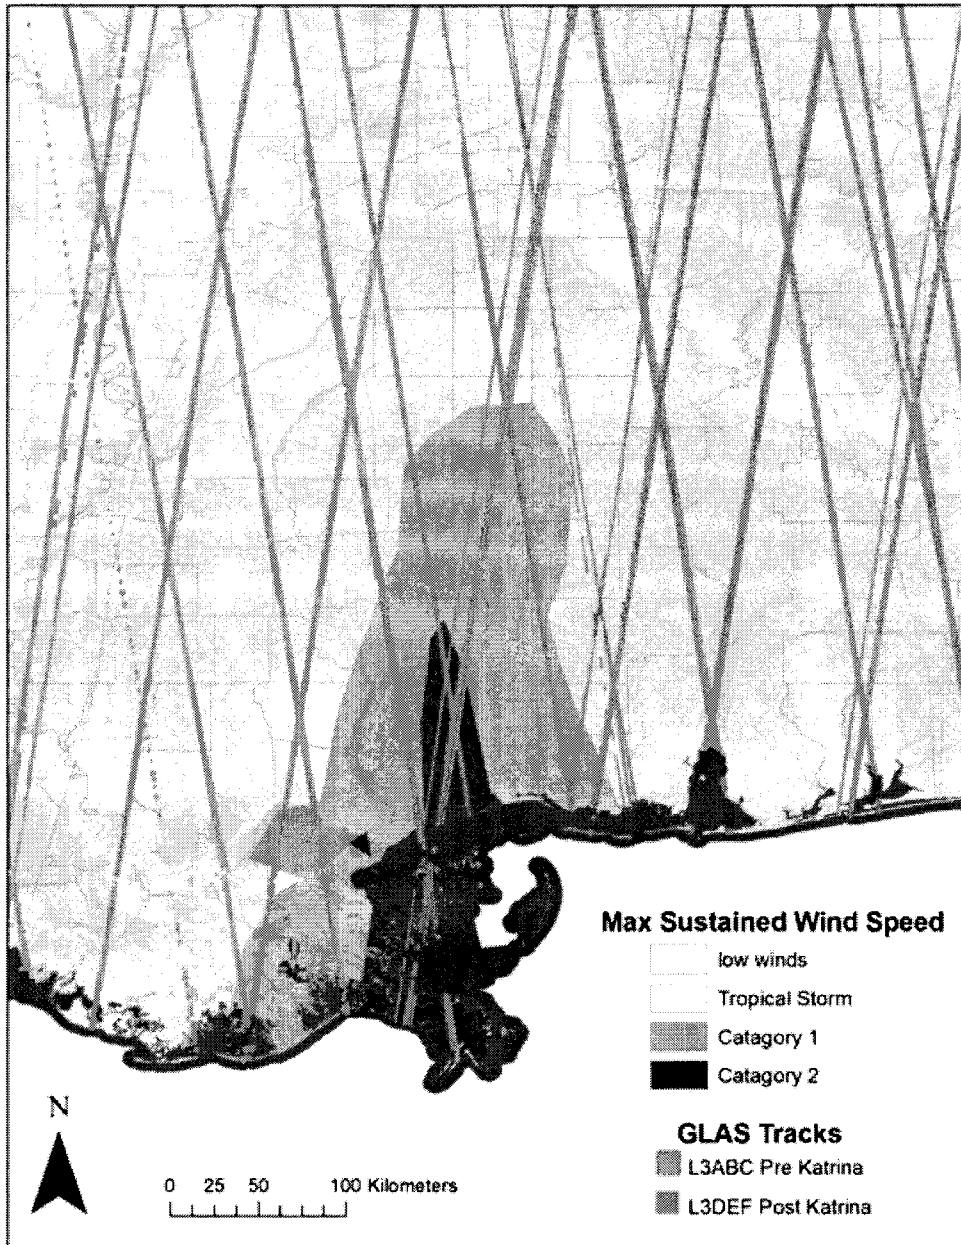 Max Sustained Wind Speed
low winds
Tropical Storm
Catagory 1
Catagory 2
N
GLAS Tracks
L3ABC Pre Katrina
0 25 50 100 Kilometers
L3DEF Post Katrina